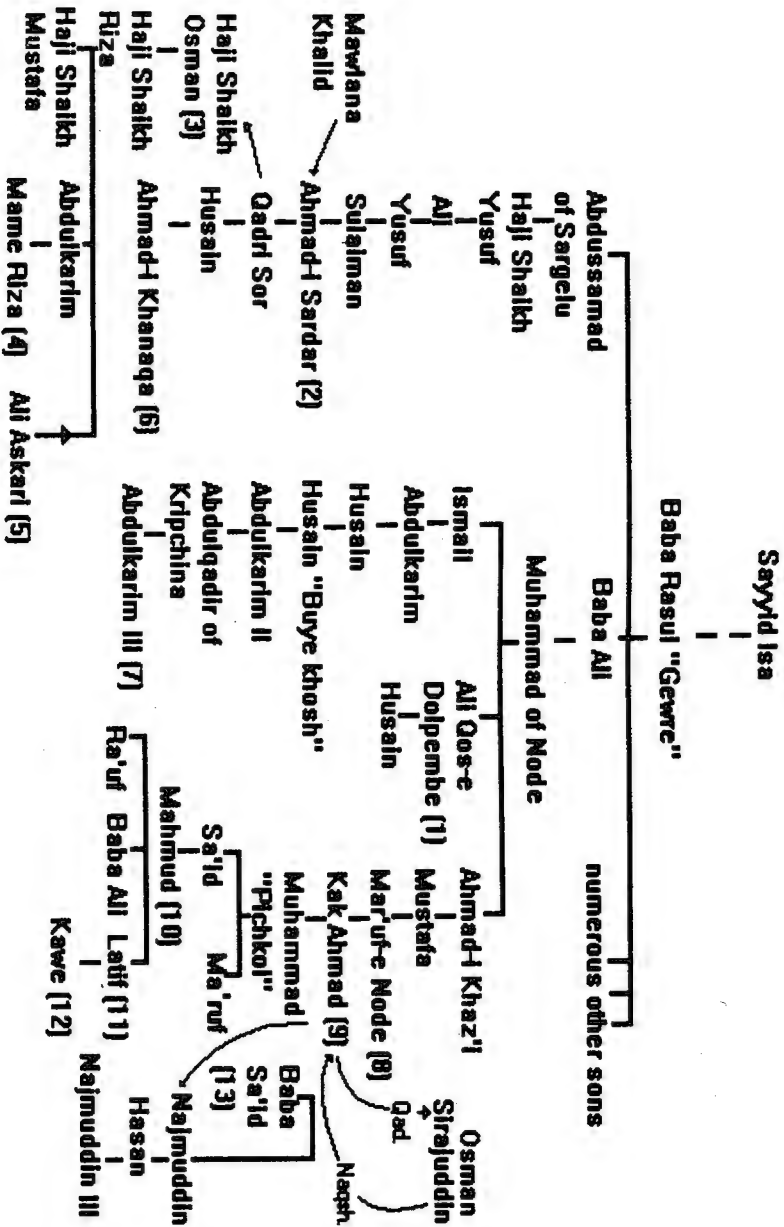 Sayyid Isa
Baba Rasul "Gewre"
Abdussamad
of Sargelu
Haji Shaikh
Yusuf
Ali
Yusuf
Sulaiman
Mawlana
Khalid
Ahmad-i Sardar (2)
Qadri Sor
Haji Shaikh
Osman (3)
Husain
Haji Shaikh
Riza
Ahmad-i Khanaqa (6)
Haji Shaikh
Mustafa
Abdulkarim
Mame Riza (4)
Ali Askari (5)
Baba Ali
Muhammad of Node
Ismail
Abdulkarim
Husain
Husain "Buye khosh"
Abdulkarim II
Abdulqadir of
Kripchina
Abdulkarim III (7)
Ali Qos-e
Dolpembe (1)
Husain
numerous other sons
Ahmad-i Khaz'i
Mustafa
Mar'uf-e Node (8)
Kak Ahmad (9)
Muhammad
"Pichkol"
Sa'id
Ma'ruf
Mahmud (10)
Ra'uf
Baba Ali
Latif (11)
Kawe (12)
Osman
Sirajuddin
Qad.
Naqsh.
Baba
Sa'id
(13)
Najmuddin
Hasan
Najmuddin III